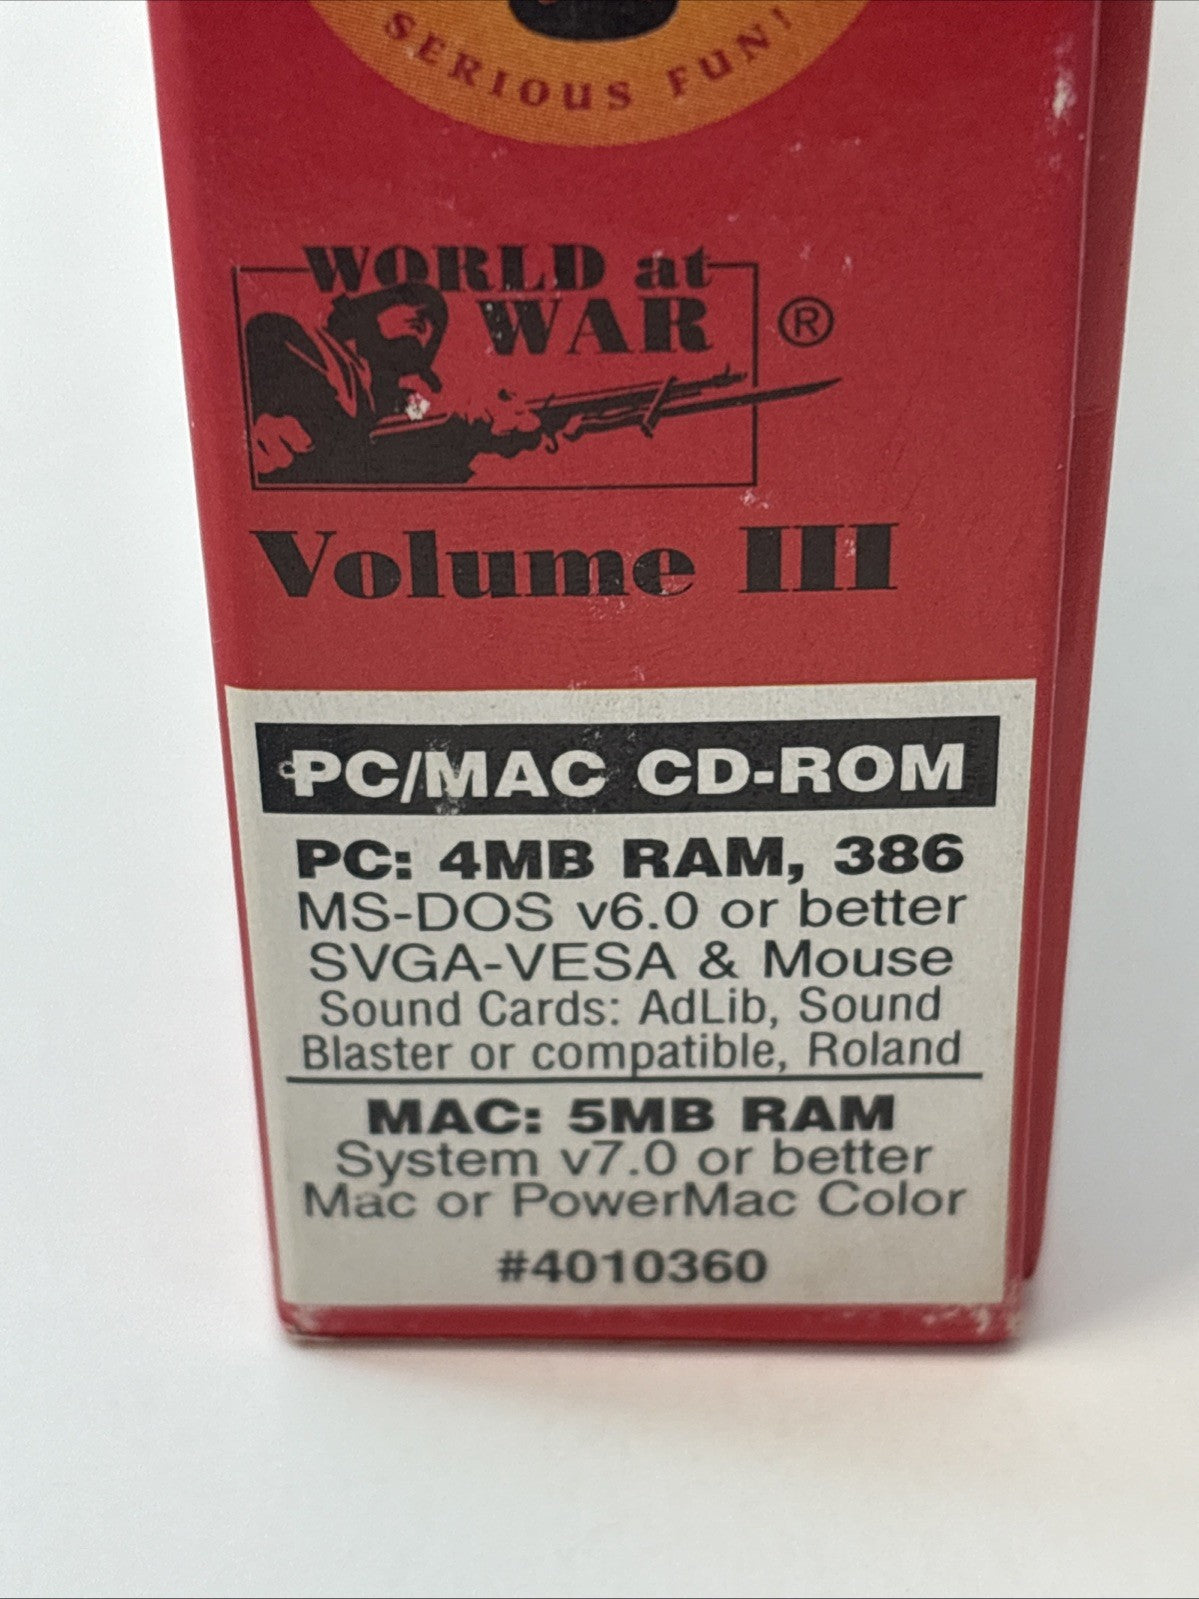 SERIOUS FUN!
WORLD at
WAR ®
Volume III
PC/MAC CD-ROM
PC: 4MB RAM, 386
MS-DOS v6.0 or better
SVGA-VESA & Mouse
Sound Cards: AdLib, Sound
Blaster or compatible, Roland
MAC: 5MB RAM
System v7.0 or better
Mac or PowerMac Color
#4010360